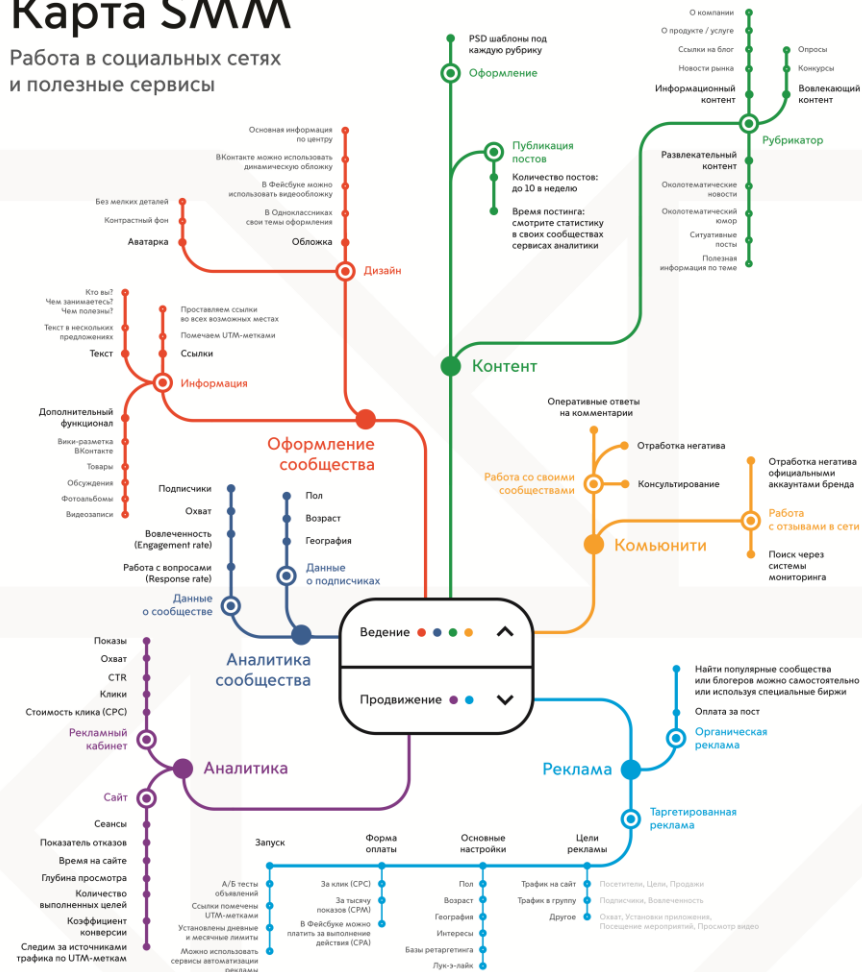 Карта SMM
Работа в социальных сетях
и полезные сервисы
PSD шаблоны под
каждую рубрику
Оформление
Публикация
постов
Количество постов:
до 10 в неделю
Время постинга:
смотрите статистику
в своих сообществах
сервисах аналитики
О компании
О продукте / услуге
Ссылки на блог
Новости рынка
Информационный
контент
Опросы
Конкурсы
Вовлекающий
контент
Рубрикатор
Развлекательный
контент
Околотематические
новости
Околотематический
юмор
Ситуативные
посты
Полезная
информация по теме
Контент
Основная информация
по центру
ВКонтакте можно использовать
динамическую обложку
В Фейсбуке можно
использовать видеообложку
В Одноклассниках
свои темы оформления
Обложка
Без мелких деталей
Контрастный фон
Аватарка
Дизайн
Кто вы?
Чем занимаетесь?
Чем полезны?
Текст в нескольких
предложениях
Текст
Проставляем ссылки
во всех возможных местах
Помечаем UTM-метками
Ссылки
Информация
Дополнительный
функционал
Вики-разметка
ВКонтакте
Товары
Обсуждения
Фотоальбомы
Видеозаписи
Оформление
сообщества
Оперативные ответы
на комментарии
Отработка негатива
Работа со своими
сообществами
Консультирование
Отработка негатива
официальными
аккаунтами бренда
Работа
с отзывами в сети
Поиск через
системы
мониторинга
Комьюнити
Подписчики
Охват
Вовлеченность
(Engagement rate)
Работа с вопросами
(Response rate)
Данные
о сообществе
Пол
Возраст
География
Данные
о подписчиках
Аналитика
сообщества
Ведение
Продвижение
Показы
Охват
CTR
Клики
Стоимость клика (CPC)
Рекламный
кабинет
Аналитика
Сайт
Сеансы
Показатель отказов
Время на сайте
Глубина просмотра
Количество
выполненных целей
Коэффициент
конверсии
Следим за источниками
трафика по UTM-меткам
Найти популярные сообщества
или блогеров можно самостоятельно
или используя специальные биржи
Оплата за пост
Органическая
реклама
Реклама
Таргетированная
реклама
Запуск
А/Б тесты
объявлений
Ссылки помечены
UTM-метками
Установлены дневные
и месячные лимиты
Можно использовать
сервисы автоматизации
рекламы
Форма
оплаты
За клик (CPC)
За тысячу
показов (CPM)
В Фейсбуке можно
платить за выполнение
действия (CPA)
Основные
настройки
Пол
Возраст
География
Интересы
Базы ретаргетинга
Лук-э-лайк
Цели
рекламы
Трафик на сайт
Посетители, Цели, Продажи
Трафик в группу
Подписчики, Вовлеченность
Другое
Охват, Установки приложения,
Посещение мероприятий, Просмотр видео